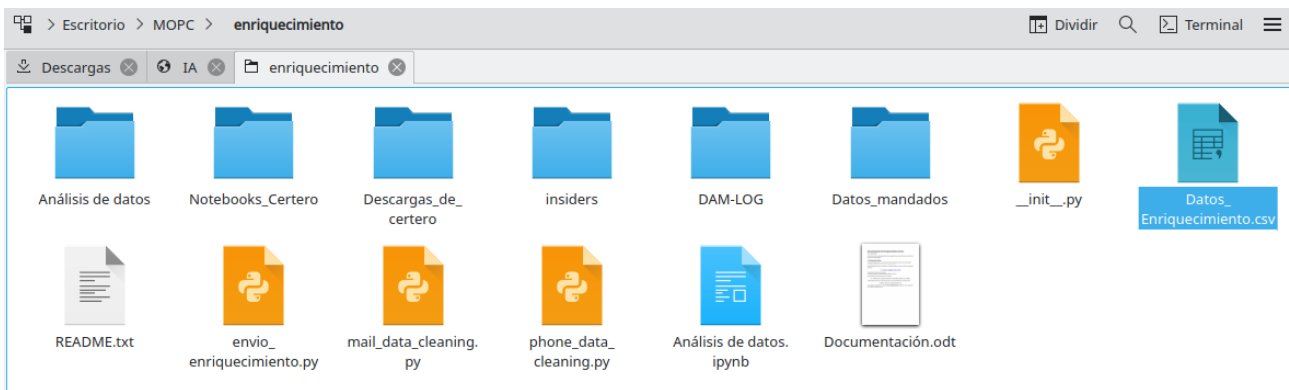 > Escritorio > MOPC > enriquecimiento Dividir Terminal
Descargas IA enriquecimiento
Análisis de datos
Notebooks_Certero
Descargas_de_
certero
insiders
DAM-LOG
Datos_mandados
__init__.py
Datos_
Enriquecimiento.csv
README.txt
envio_
enriquecimiento.py
mail_data_cleaning.
py
phone_data_
cleaning.py
Análisis de datos.
ipynb
Documentación.odt